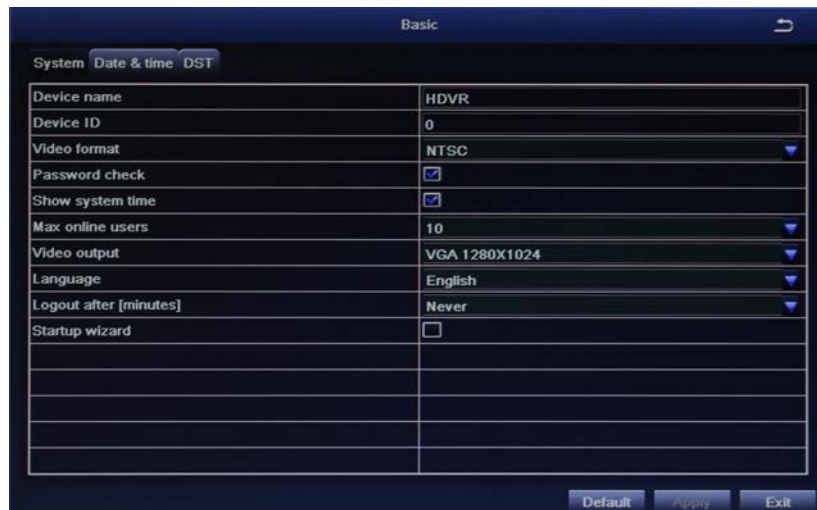 Basic
System Date & time DST
Device name HDVR
Device ID 0
Video format NTSC
Password check
Show system time
Max online users 10
Video output VGA 1280X1024
Language English
Logout after [minutes] Never
Startup wizard
Default Apply Exit